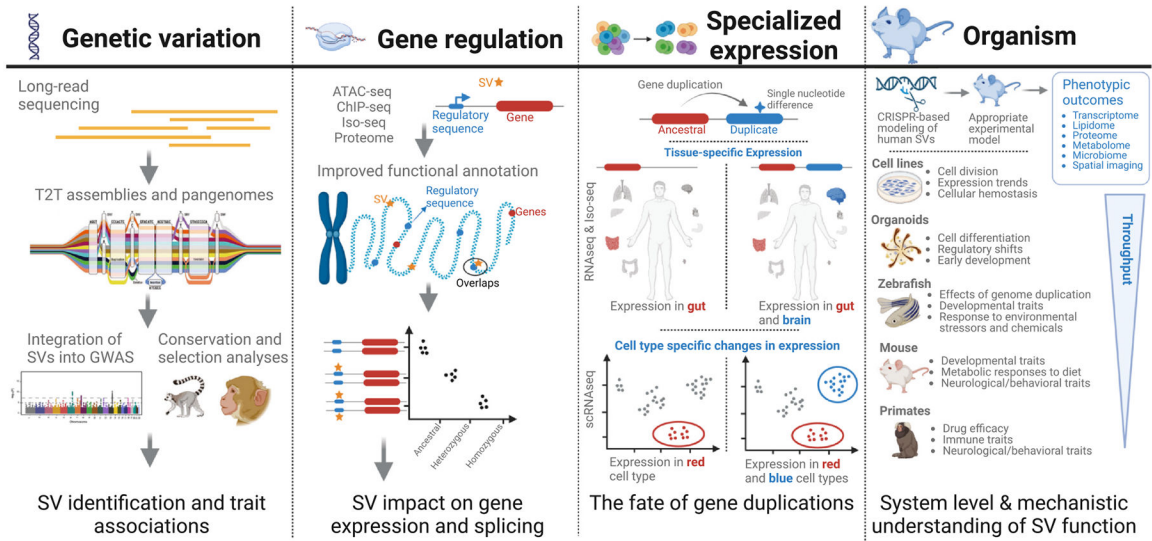 Genetic variation
Long-read
sequencing
T2T assemblies and pangenomes
Integration of
SVs into GWAS
Conservation and
selection analyses
SV identification and trait
associations
Gene regulation
ATAC-seq
ChIP-seq
Iso-seq
Proteome
SV
Regulatory
sequence
Gene
Improved functional annotation
SV
Regulatory
sequence
Genes
Overlaps
Ancestral
Heterozygous
Homozygous
SV impact on gene
expression and splicing
Specialized
expression
Gene duplication
Single nucleotide
difference
Ancestral
Duplicate
Tissue-specific Expression
RNAseq & Iso-seq
Expression in gut
Expression in gut
and brain
Cell type specific changes in expression
scRNAseq
Expression in red
cell type
Expression in red
and blue cell types
The fate of gene duplications
Organism
CRISPR-based
modeling of
human SVs
Appropriate
experimental
model
Phenotypic
outcomes
• Transcriptome
• Lipidome
• Proteome
• Metabolome
• Microbiome
• Spatial imaging
Cell lines
• Cell division
• Expression trends
• Cellular hemostasis
Organoids
• Cell differentiation
• Regulatory shifts
• Early development
Zebrafish
• Effects of genome duplication
• Developmental traits
• Response to environmental
stressors and chemicals
Mouse
• Developmental traits
• Metabolic responses to diet
• Neurological/behavioral traits
Primates
• Drug efficacy
• Immune traits
• Neurological/behavioral traits
Throughput
System level & mechanistic
understanding of SV function